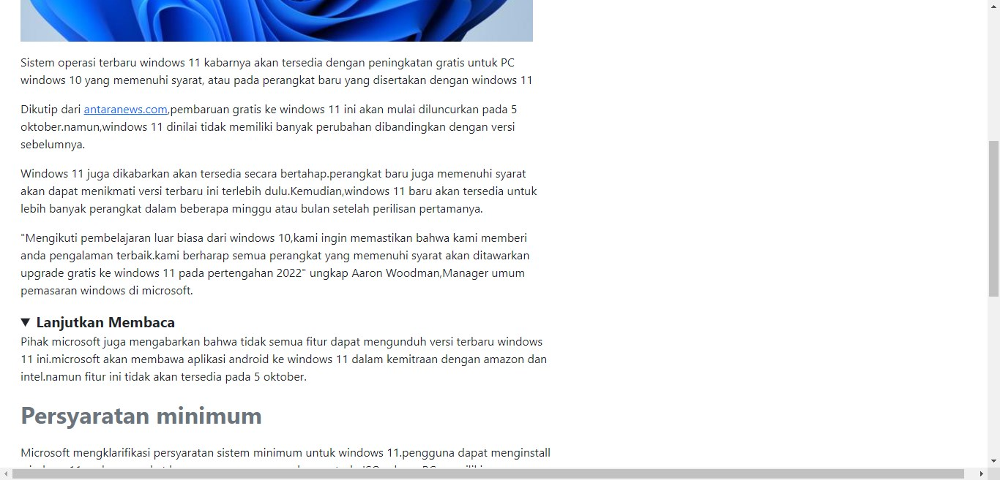 Sistem operasi terbaru windows 11 kabarnya akan tersedia dengan peningkatan gratis untuk PC
windows 10 yang memenuhi syarat, atau pada perangkat baru yang disertakan dengan windows 11
Dikutip dari antaranews.com,pembaruan gratis ke windows 11 ini akan mulai diluncurkan pada 5
oktober.namun,windows 11 dinilai tidak memiliki banyak perubahan dibandingkan dengan versi
sebelumnya.
Windows 11 juga dikabarkan akan tersedia secara bertahap.perangkat baru juga memenuhi syarat
akan dapat menikmati versi terbaru ini terlebih dulu.Kemudian,windows 11 baru akan tersedia untuk
lebih banyak perangkat dalam beberapa minggu atau bulan setelah perilisan pertamanya.
"Mengikuti pembelajaran luar biasa dari windows 10,kami ingin memastikan bahwa kami memberi
anda pengalaman terbaik.kami berharap semua perangkat yang memenuhi syarat akan ditawarkan
upgrade gratis ke windows 11 pada pertengahan 2022" ungkap Aaron Woodman,Manager umum
pemasaran windows di microsoft.
▼ Lanjutkan Membaca
Pihak microsoft juga mengabarkan bahwa tidak semua fitur dapat mengunduh versi terbaru windows
11 ini.microsoft akan membawa aplikasi android ke windows 11 dalam kemitraan dengan amazon dan
intel.namun fitur ini tidak akan tersedia pada 5 oktober.
Persyaratan minimum
Microsoft mengklarifikasi persyaratan sistem minimum untuk windows 11.pengguna dapat menginstall